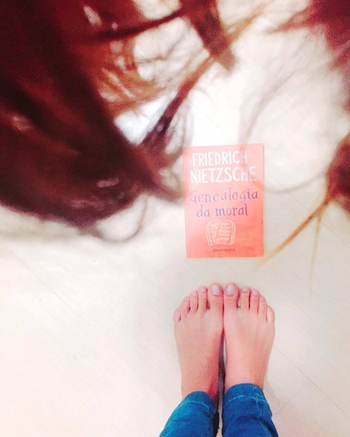 FRIEDRICH
NIETZSCHE
Genealogia
da moral